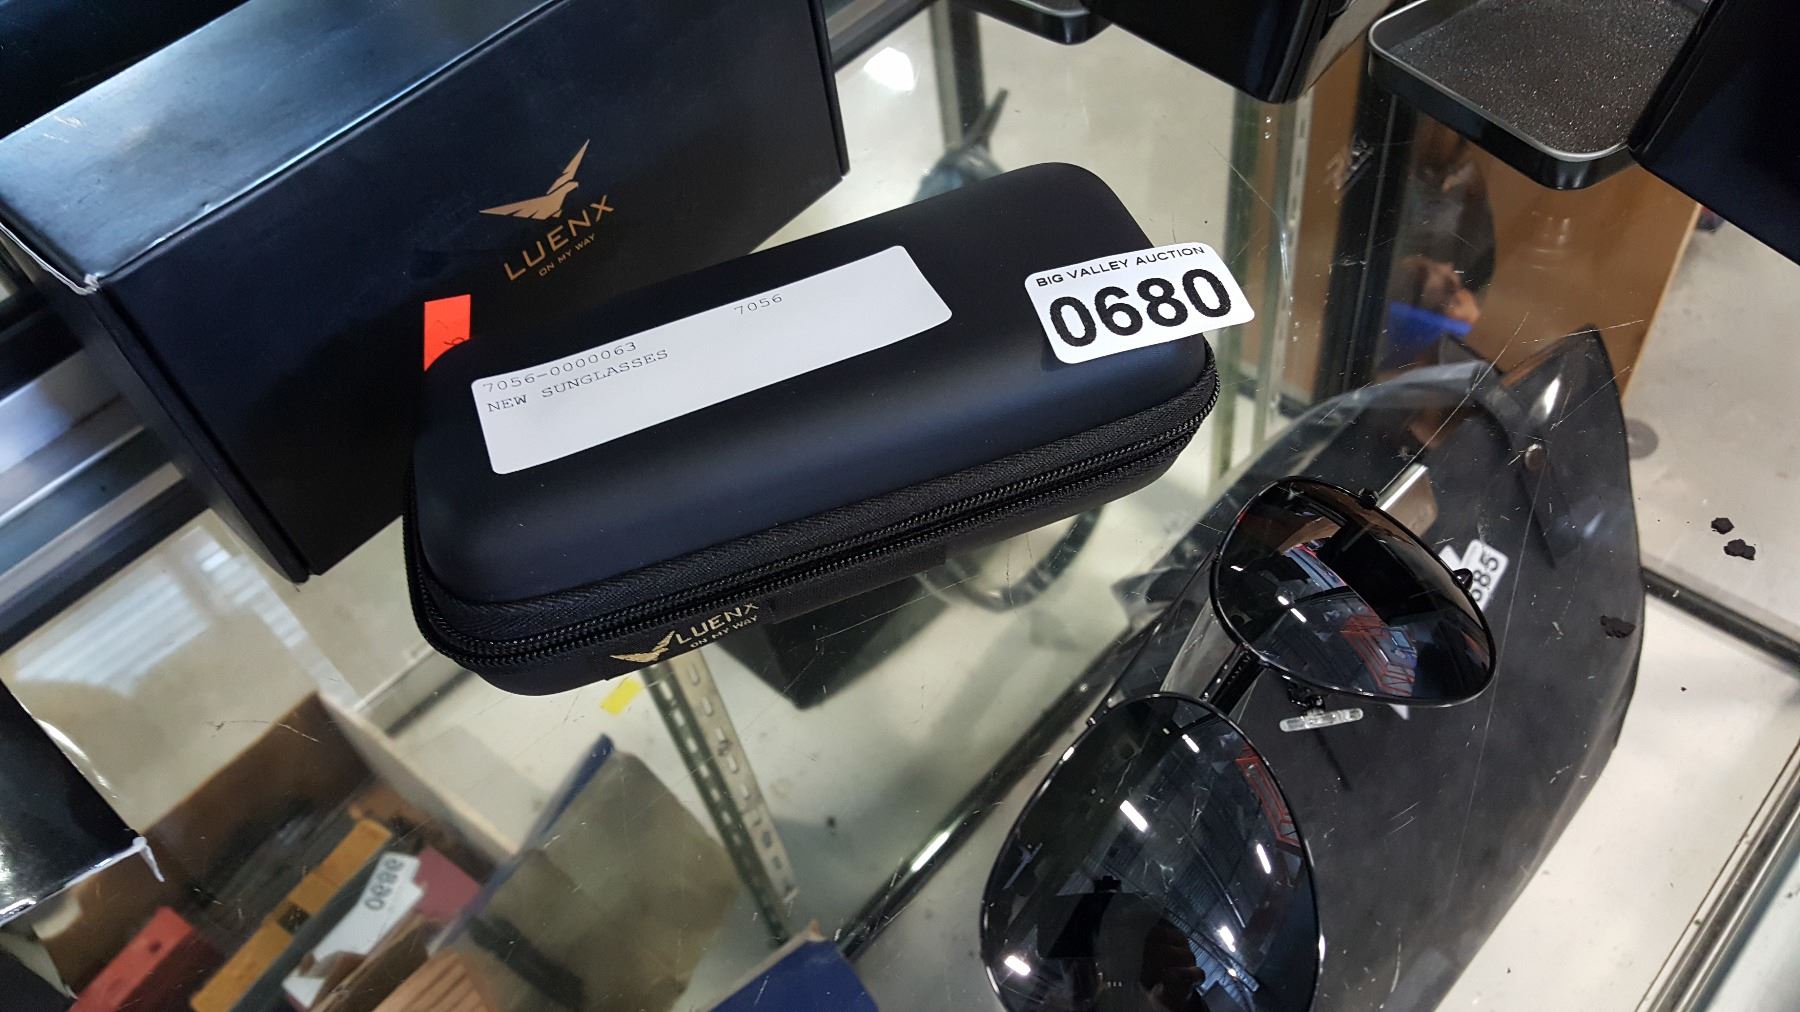 LUENX
ON MY WAY
7056
7056-0000063
NEW SUNGLASSES
BIG VALLEY AUCTION
0680
LUENX
ON MY WAY